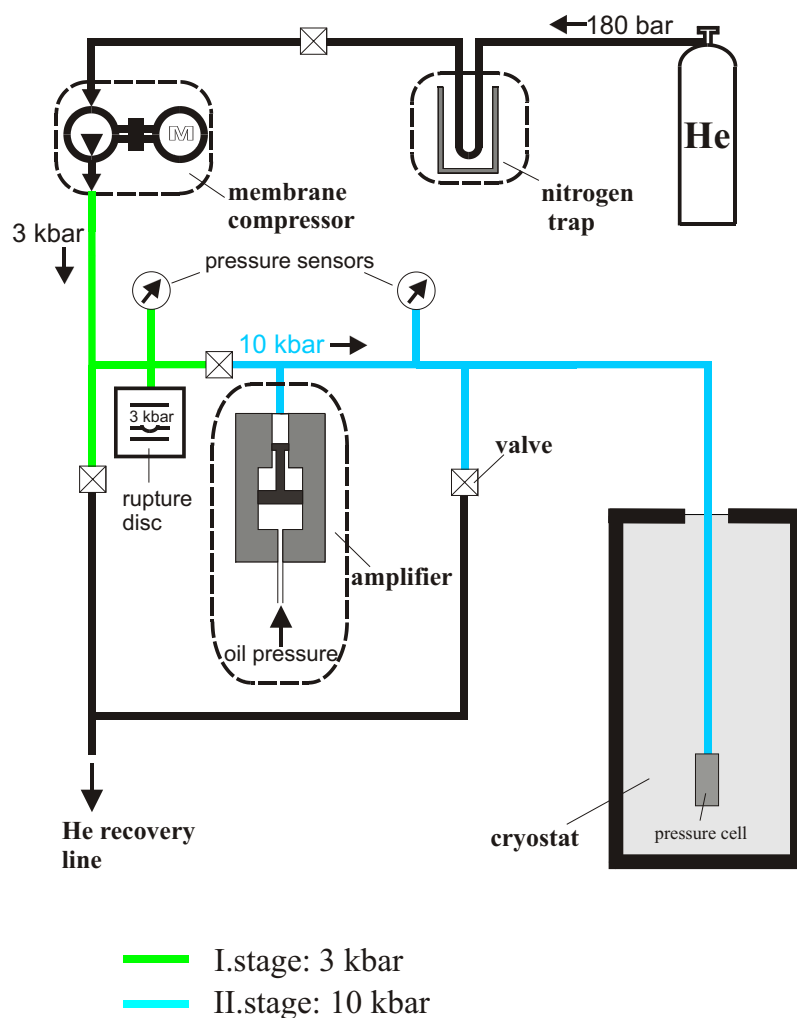 180 bar
He
M
membrane
compressor
nitrogen
trap
3 kbar
pressure sensors
10 kbar
3 kbar
rupture
disc
valve
amplifier
oil pressure
He recovery
line
cryostat
pressure cell
I.stage: 3 kbar
II.stage: 10 kbar